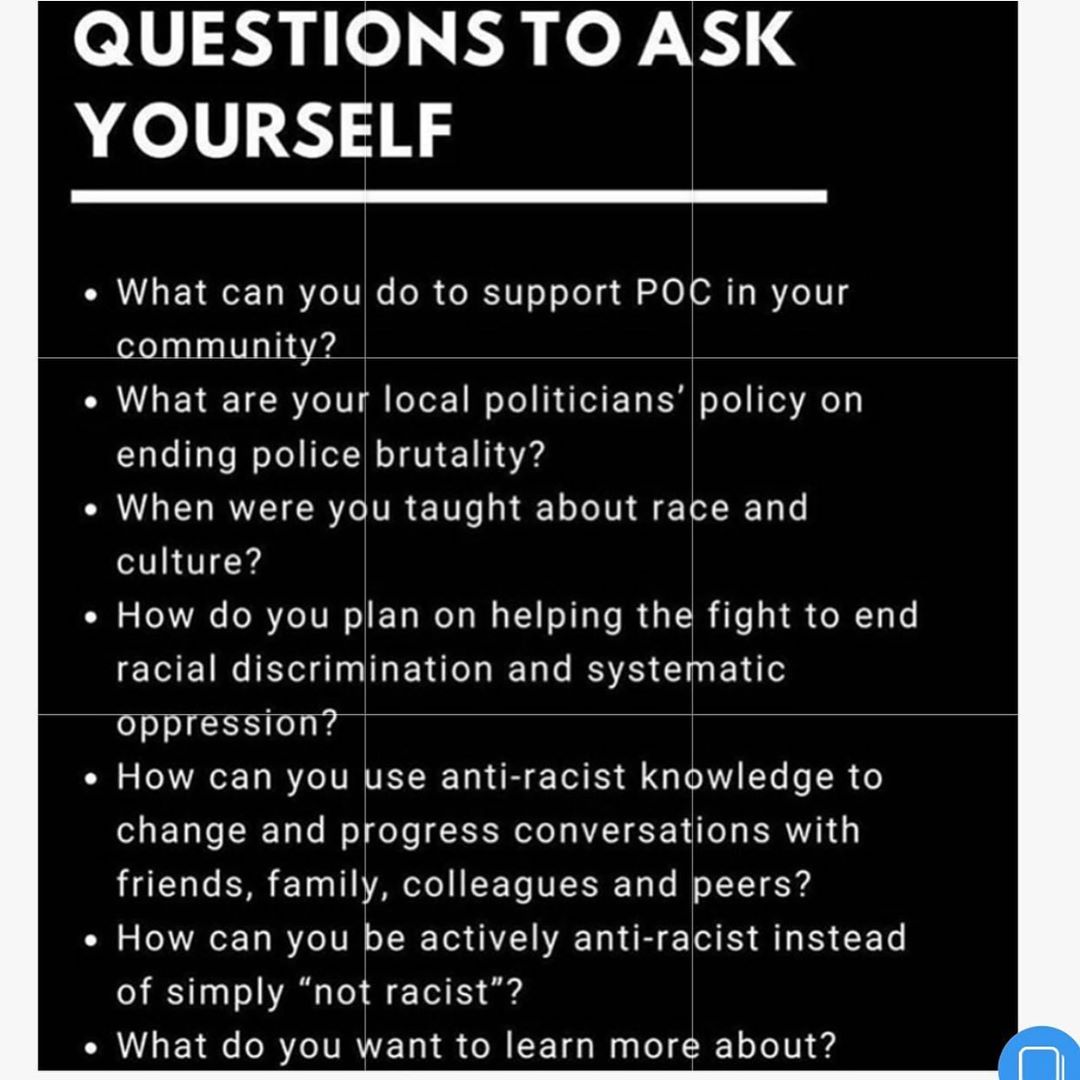 QUESTIONS TO ASK
YOURSELF
• What can you do to support POC in your
community?
• What are your local politicians’ policy on
ending police brutality?
• When were you taught about race and
culture?
• How do you plan on helping the fight to end
racial discrimination and systematic
oppression?
• How can you use anti-racist knowledge to
change and progress conversations with
friends, family, colleagues and peers?
• How can you be actively anti-racist instead
of simply “not racist”?
• What do you want to learn more about?